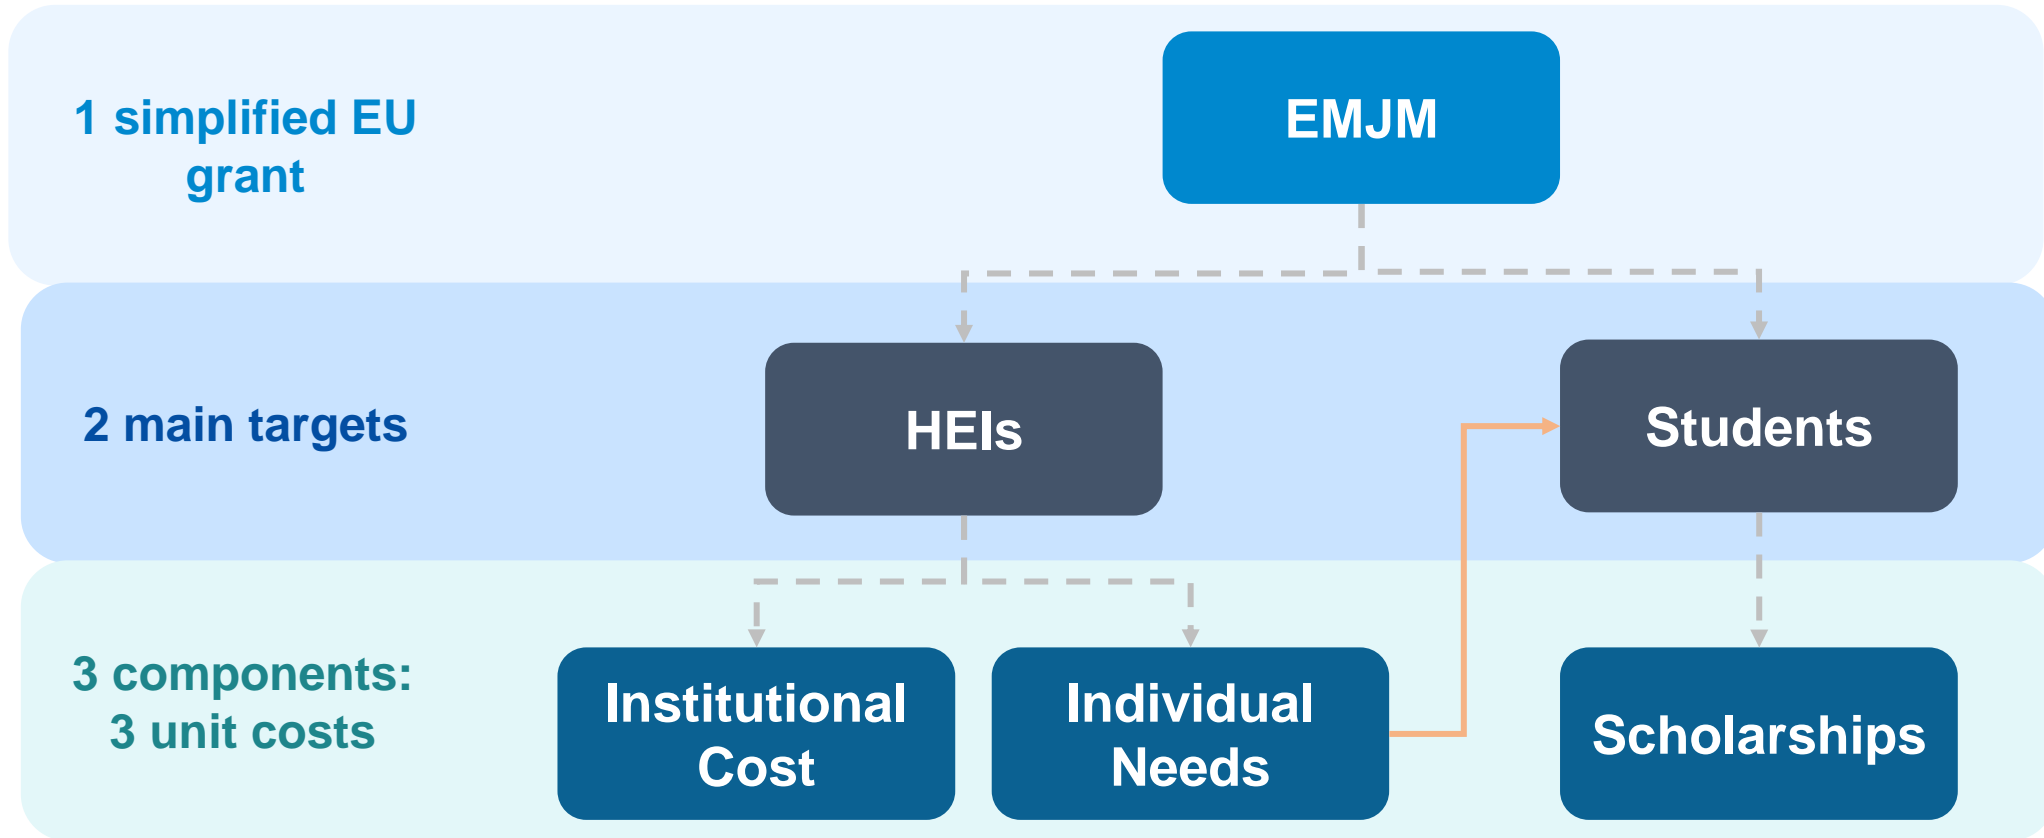 1 simplified EU
grant
EMJM
2 main targets
HEIs
Students
3 components:
3 unit costs
Institutional
Cost
Individual
Needs
Scholarships